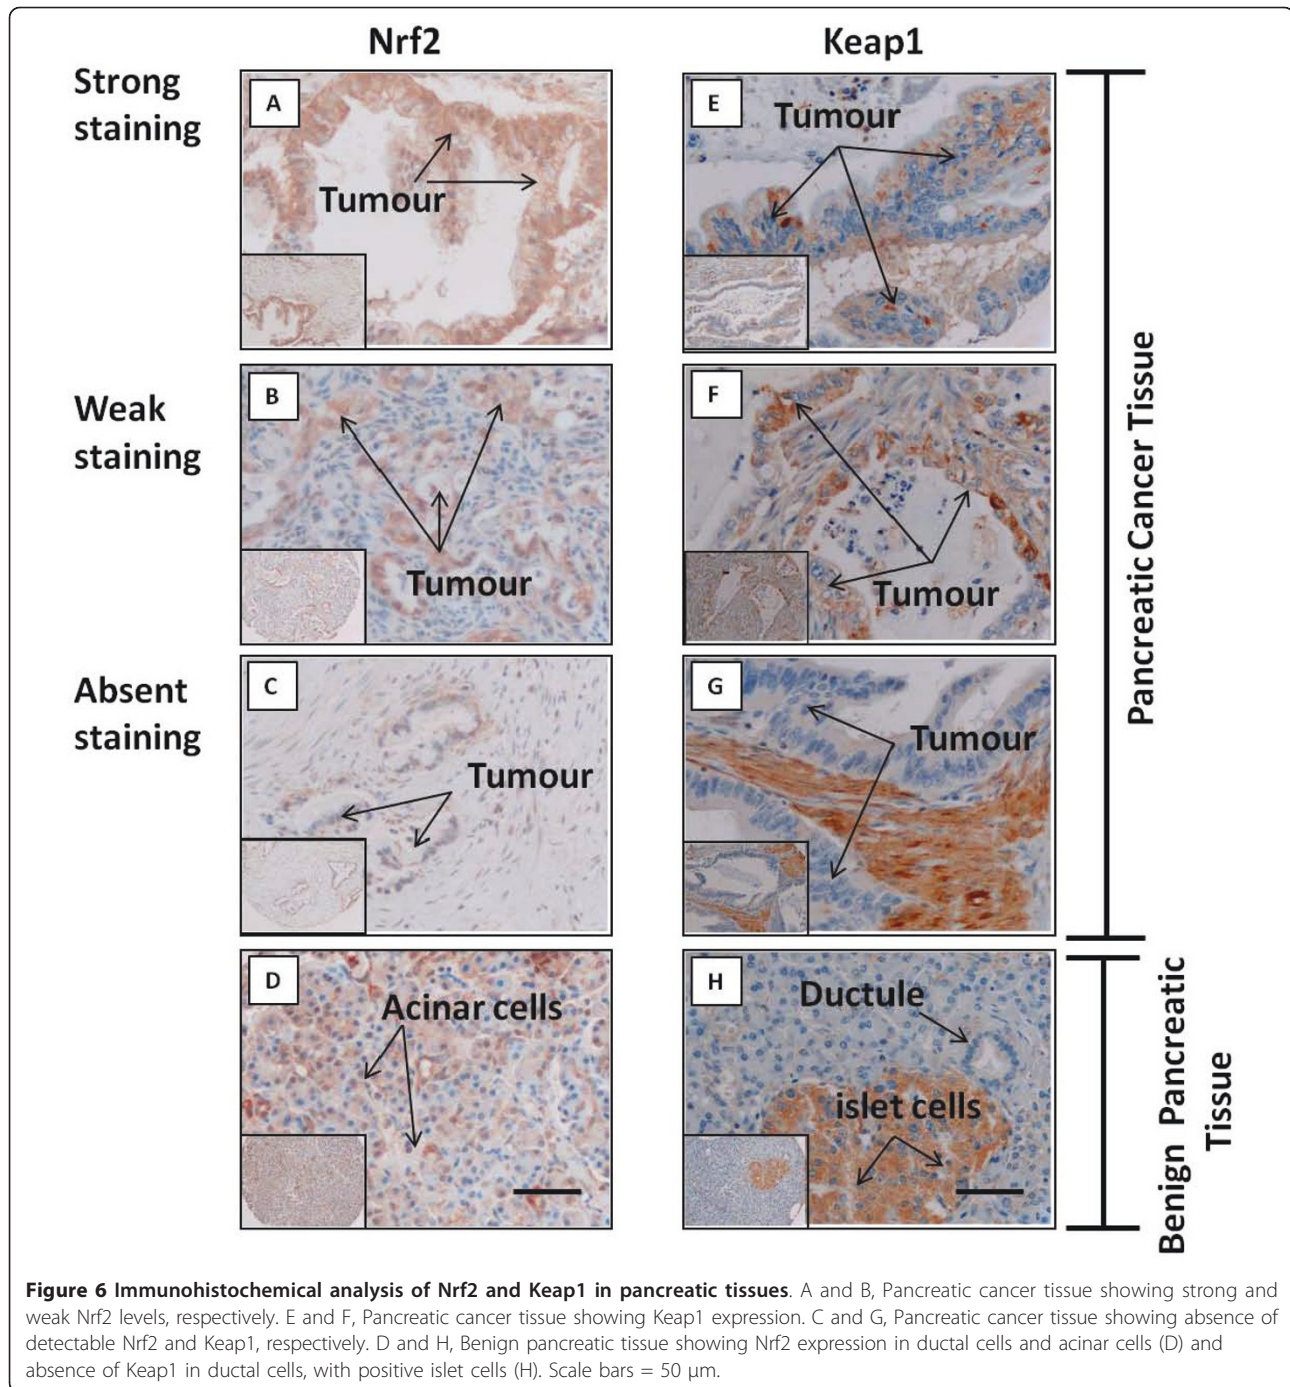 Nrf2
Keap1
Strong
staining
A
Tumour
E
Tumour
Weak
staining
B
Tumour
F
Tumour
Absent
staining
C
Tumour
G
Tumour
Pancreatic Cancer Tissue
D
Acinar cells
H
Ductule
islet cells
Benign Pancreatic
Tissue
Figure 6 Immunohistochemical analysis of Nrf2 and Keap1 in pancreatic tissues. A and B, Pancreatic cancer tissue showing strong and
weak Nrf2 levels, respectively. E and F, Pancreatic cancer tissue showing Keap1 expression. C and G, Pancreatic cancer tissue showing absence of
detectable Nrf2 and Keap1, respectively. D and H, Benign pancreatic tissue showing Nrf2 expression in ductal cells and acinar cells (D) and
absence of Keap1 in ductal cells, with positive islet cells (H). Scale bars = 50 μm.